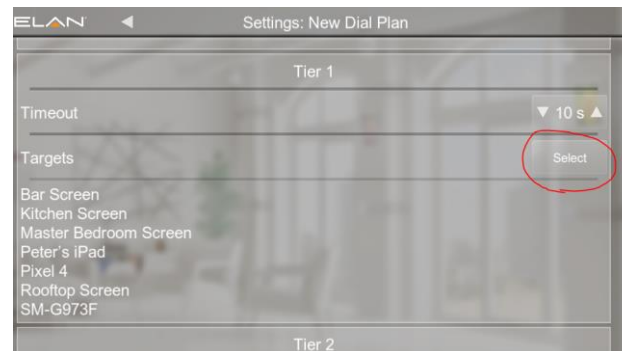 ELAN
Settings: New Dial Plan
Tier 1
Timeout
▼ 10 s ▲
Targets
Select
Bar Screen
Kitchen Screen
Master Bedroom Screen
Peter's iPad
Pixel 4
Rooftop Screen
SM-G973F
Tier 2